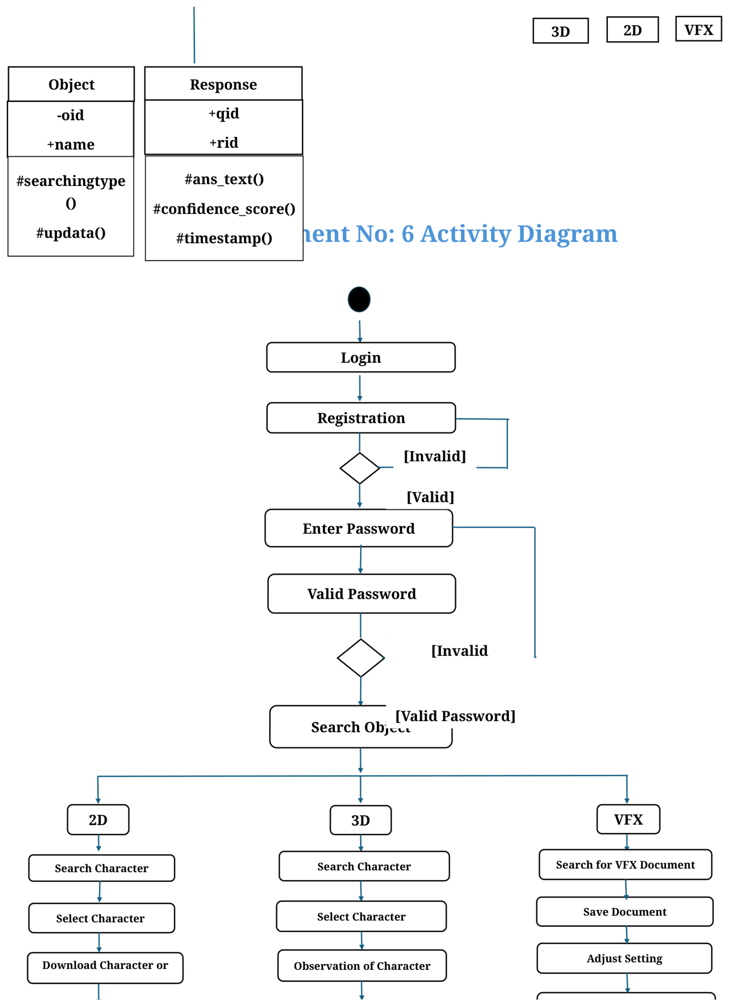 3D
2D
VFX
Object
-oid
+name
#searchingtype
()
#updata()
Response
+qid
+rid
#ans_text()
#confidence_score()
#timestamp()
No: 6 Activity Diagram
Login
Registration
[Invalid]
[Valid]
Enter Password
Valid Password
[Invalid
[Valid Password]
Search Object
2D
3D
VFX
Search Character
Select Character
Download Character or
Search Character
Select Character
Observation of Character
Search for VFX Document
Save Document
Adjust Setting